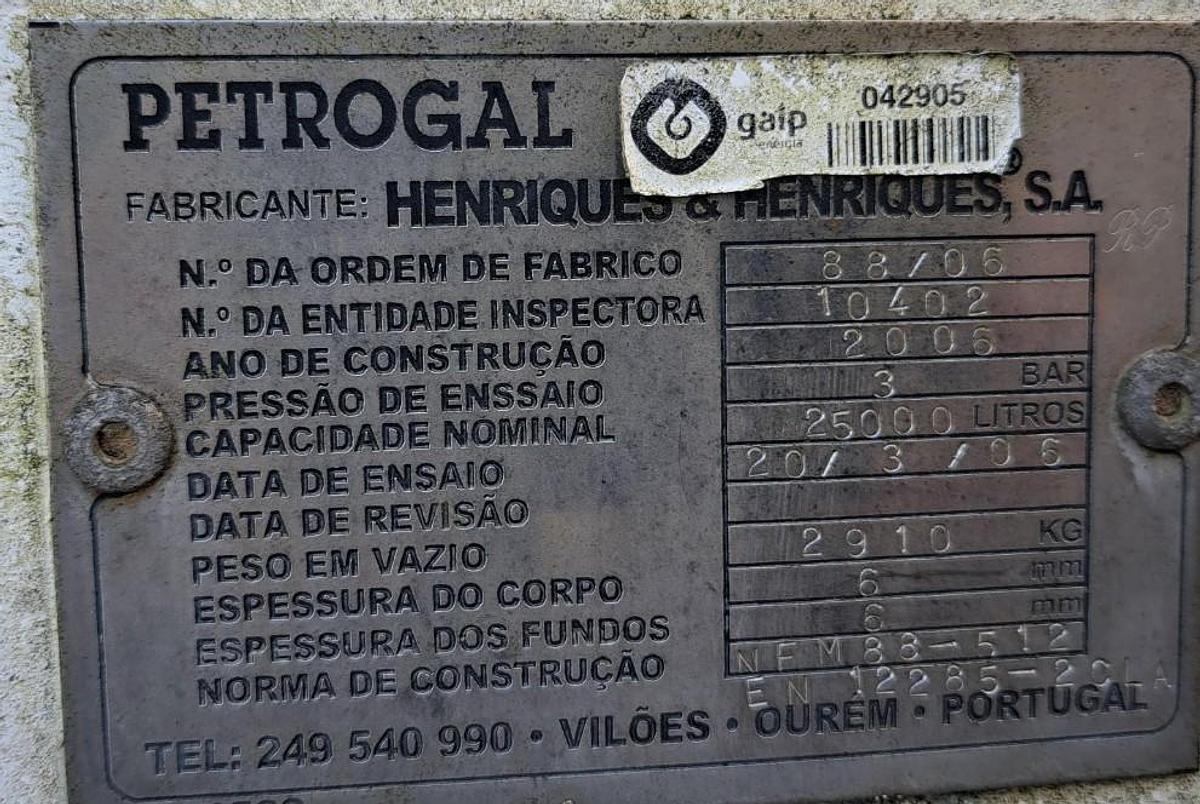 PETROGAL
galp
energia
042905
FABRICANTE: HENRIQUES & HENRIQUES, S.A.
N.º DA ORDEM DE FABRICO 88/06
N.º DA ENTIDADE INSPECTORA 10402
ANO DE CONSTRUÇÃO 2006
PRESSÃO DE ENSSAIO 3 BAR
CAPACIDADE NOMINAL 25000 LITROS
DATA DE ENSAIO 20/3/06
DATA DE REVISÃO
PESO EM VAZIO 2910 KG
ESPESSURA DO CORPO 6 mm
ESPESSURA DOS FUNDOS 6 mm
NORMA DE CONSTRUÇÃO NFM88-512
EN 12285-2CLA
TEL: 249 540 990 • VILÕES • OURÉM • PORTUGAL